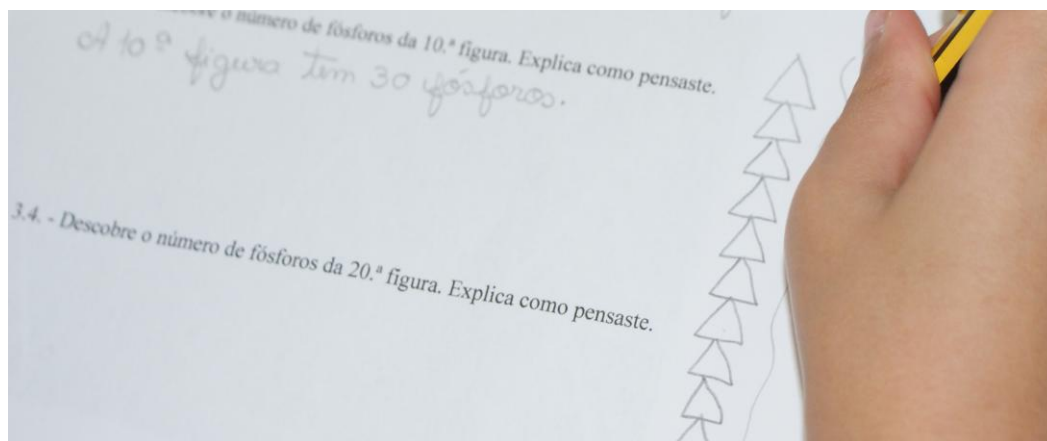 o número de fósforos da 10.ª figura. Explica como pensaste.
A 10ª figura tem 30 fósforos.
3.4. - Descobre o número de fósforos da 20.ª figura. Explica como pensaste.